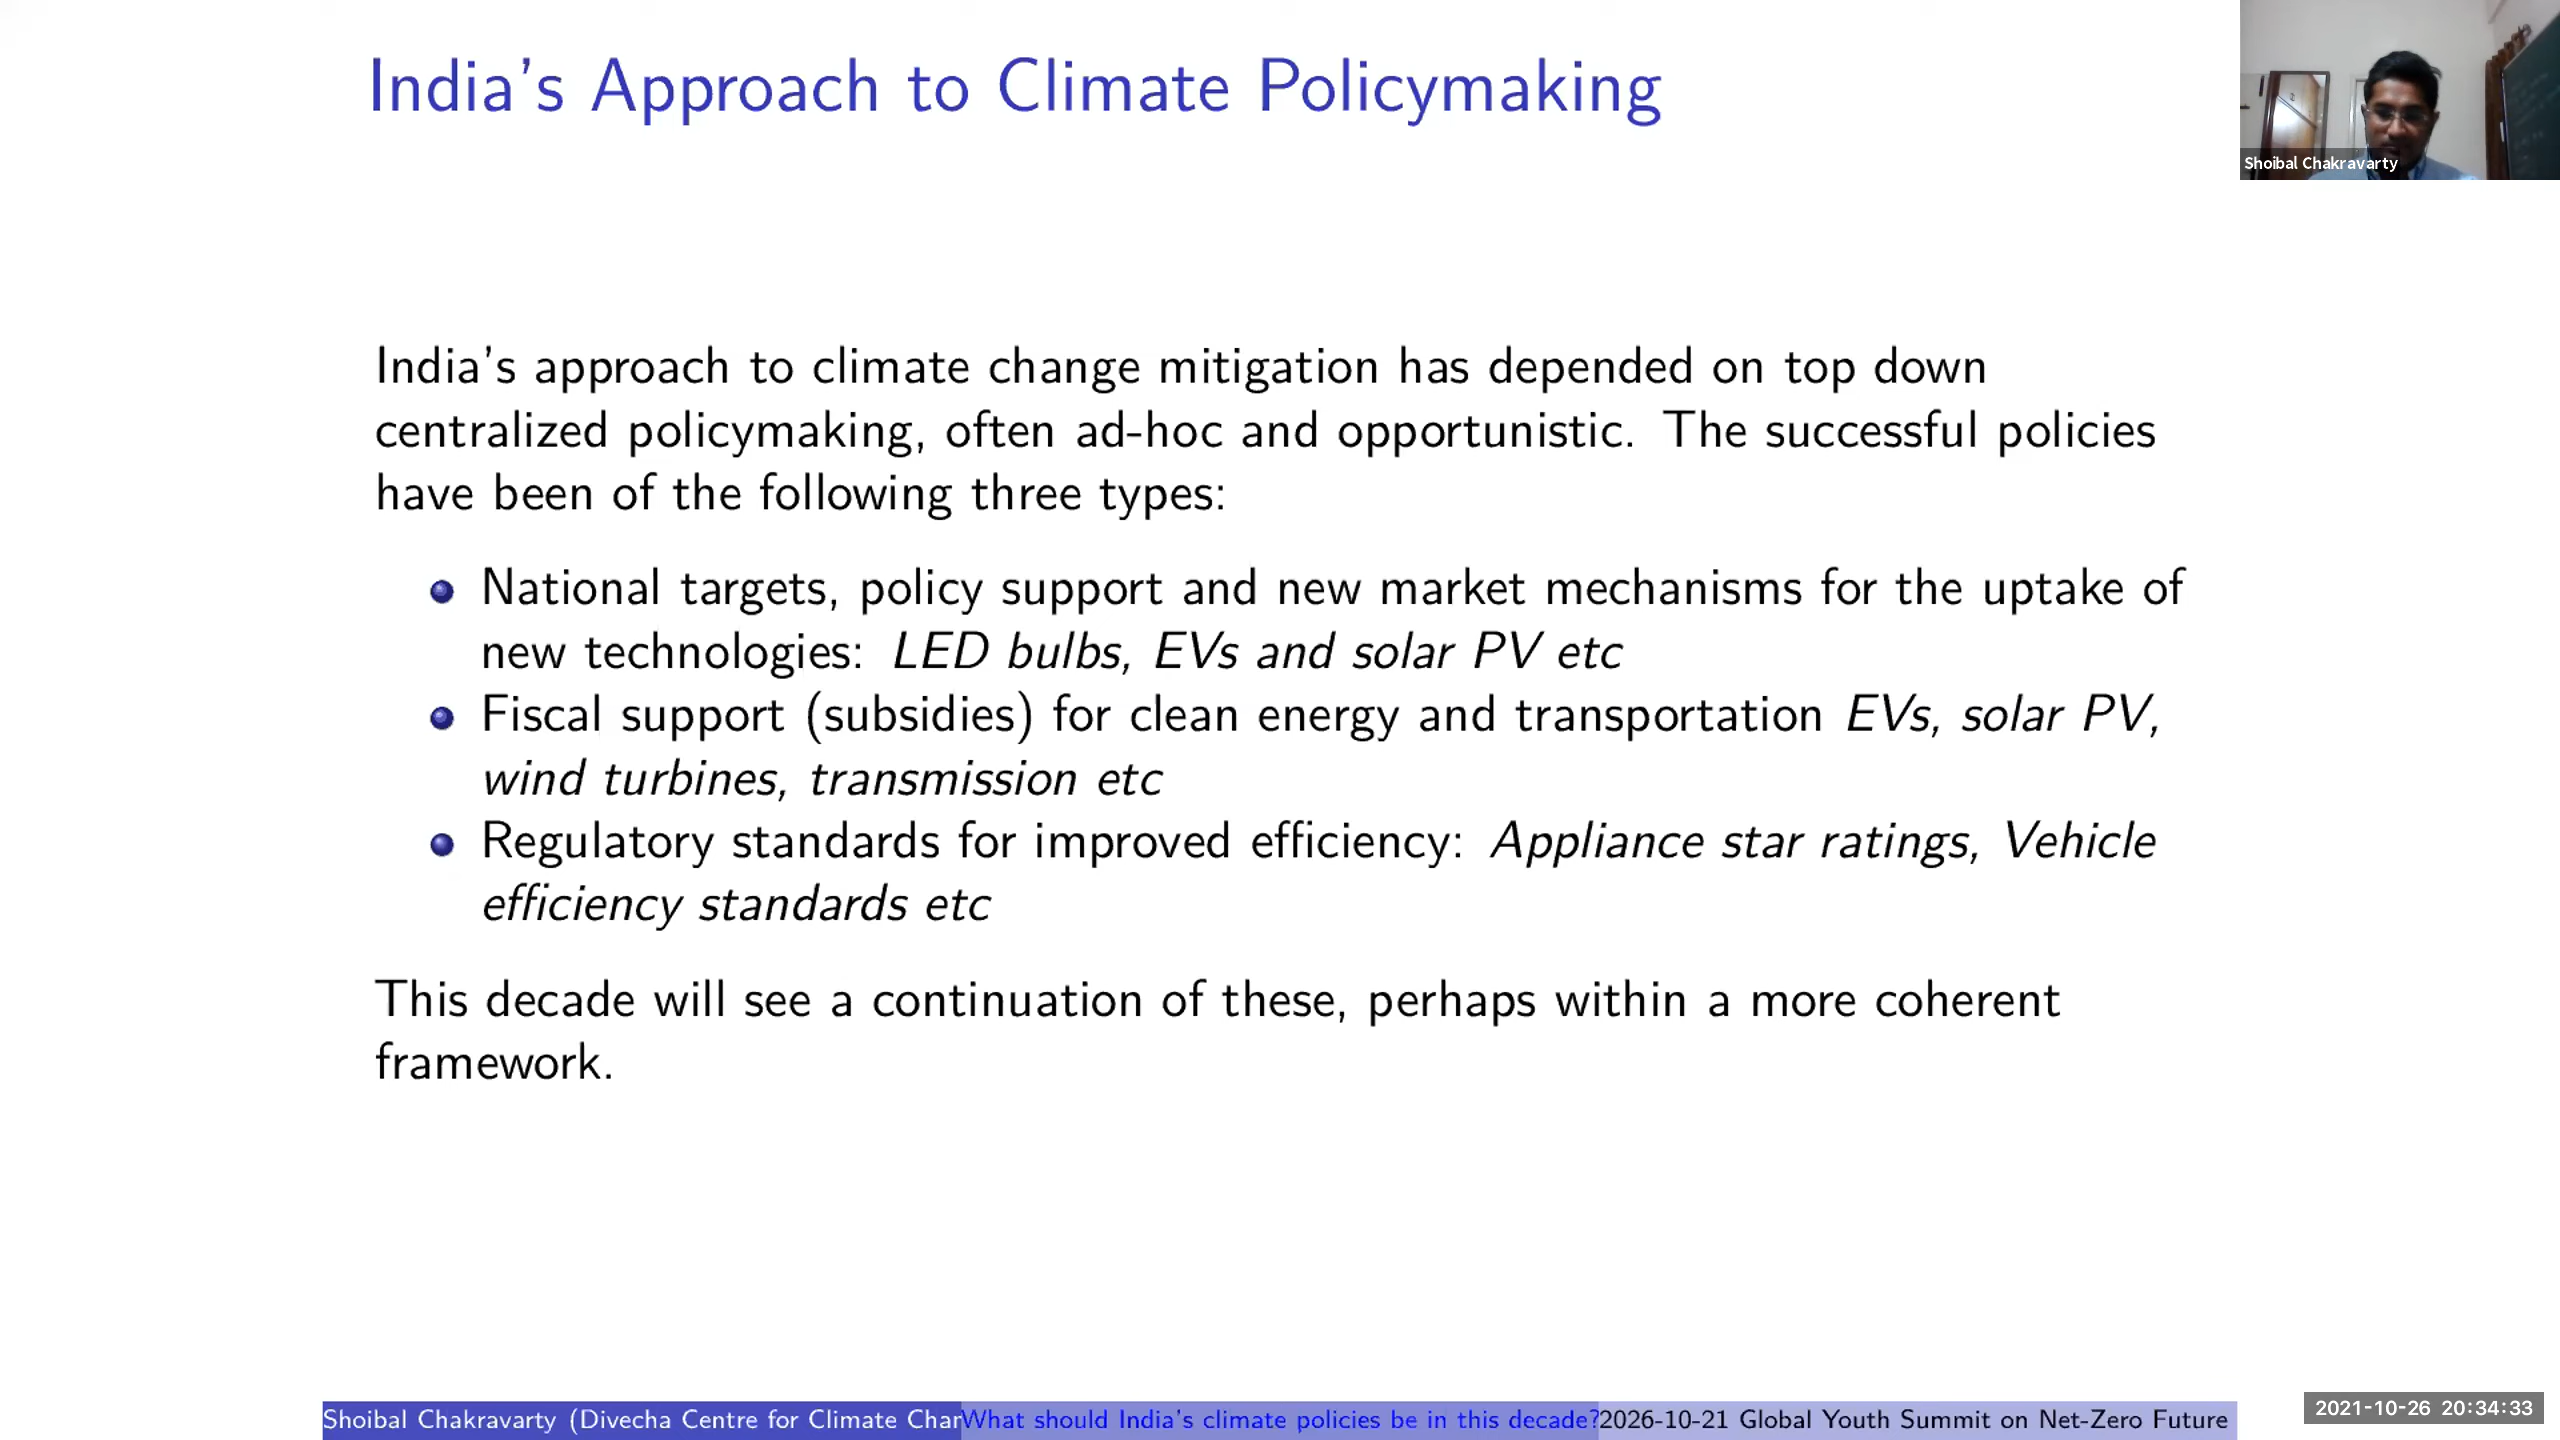 India's Approach to Climate Policymaking
Shoibal Chakravarty
India's approach to climate change mitigation has depended on top down
centralized policymaking, often ad-hoc and opportunistic. The successful policies
have been of the following three types:
National targets, policy support and new market mechanisms for the uptake of
new technologies: LED bulbs, EVs and solar PV etc
Fiscal support (subsidies) for clean energy and transportation EVs, solar PV,
wind turbines, transmission etc
Regulatory standards for improved efficiency: Appliance star ratings, Vehicle
efficiency standards etc
This decade will see a continuation of these, perhaps within a more coherent
framework.
Shoibal Chakravarty (Divecha Centre for Climate Char What should India's climate policies be in this decade? 2026-10-21 Global Youth Summit on Net-Zero Future
2021-10-26 20:34:33